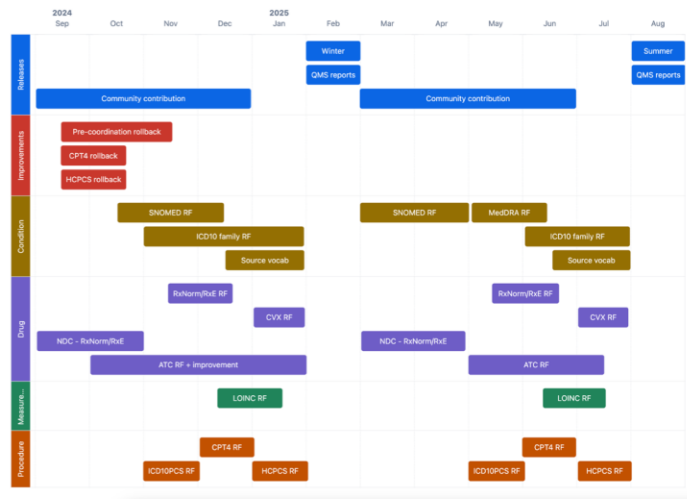 2024
2025
Sep Oct Nov Dec Jan Feb Mar Apr May Jun Jul Aug
Releases
Winter
Summer
QMS reports
QMS reports
Community contribution
Community contribution
Improvements
Pre-coordination rollback
CPT4 rollback
HCPCS rollback
Condition
SNOMED RF
SNOMED RF
MedDRA RF
ICD10 family RF
ICD10 family RF
Source vocab
Source vocab
Drug
RxNorm/RxE RF
RxNorm/RxE RF
CVX RF
CVX RF
NDC - RxNorm/RxE
NDC - RxNorm/RxE
ATC RF + improvement
ATC RF
Measure...
LOINC RF
LOINC RF
Procedure
CPT4 RF
CPT4 RF
ICD10PCS RF
HCPCS RF
ICD10PCS RF
HCPCS RF